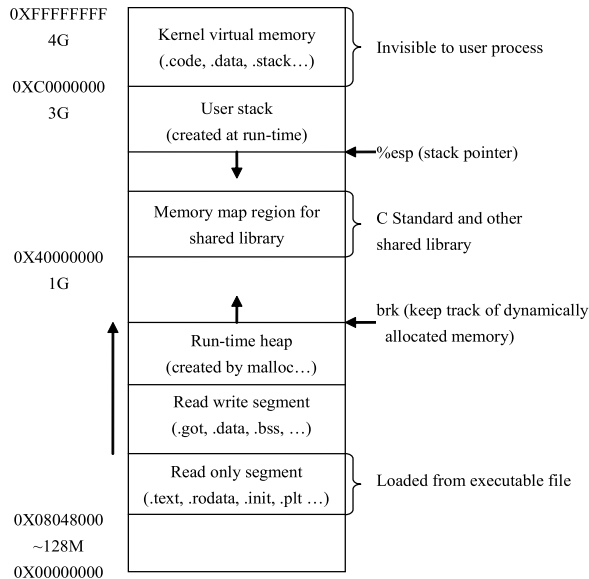 0XFFFFFFFF
4G
Kernel virtual memory
(.code, .data, .stack…)
Invisible to user process
0XC0000000
3G
User stack
(created at run-time)
%esp (stack pointer)
Memory map region for
shared library
C Standard and other
shared library
0X40000000
1G
brk (keep track of dynamically
allocated memory)
Run-time heap
(created by malloc…)
Read write segment
(.got, .data, .bss, …)
Read only segment
(.text, .rodata, .init, .plt …)
Loaded from executable file
0X08048000
~128M
0X00000000